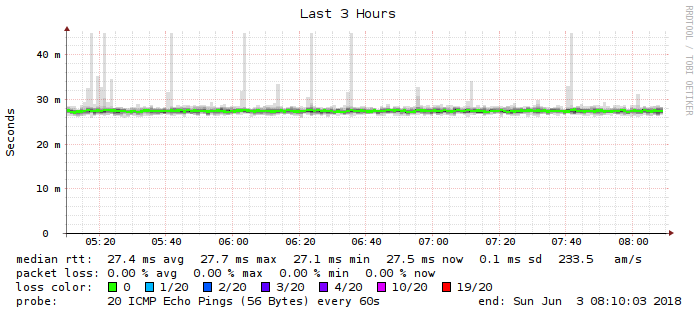 Last 3 Hours
RRDTOOL / TOBI OETIKER
Seconds
40 m
30 m
20 m
10 m
0
05:20 05:40 06:00 06:20 06:40 07:00 07:20 07:40 08:00
median rtt: 27.4 ms avg 27.7 ms max 27.1 ms min 27.5 ms now 0.1 ms sd 233.5 am/s
packet loss: 0.00 % avg 0.00 % max 0.00 % min 0.00 % now
loss color: 0 1/20 2/20 3/20 4/20 10/20 19/20
probe: 20 ICMP Echo Pings (56 Bytes) every 60s end: Sun Jun 3 08:10:03 2018